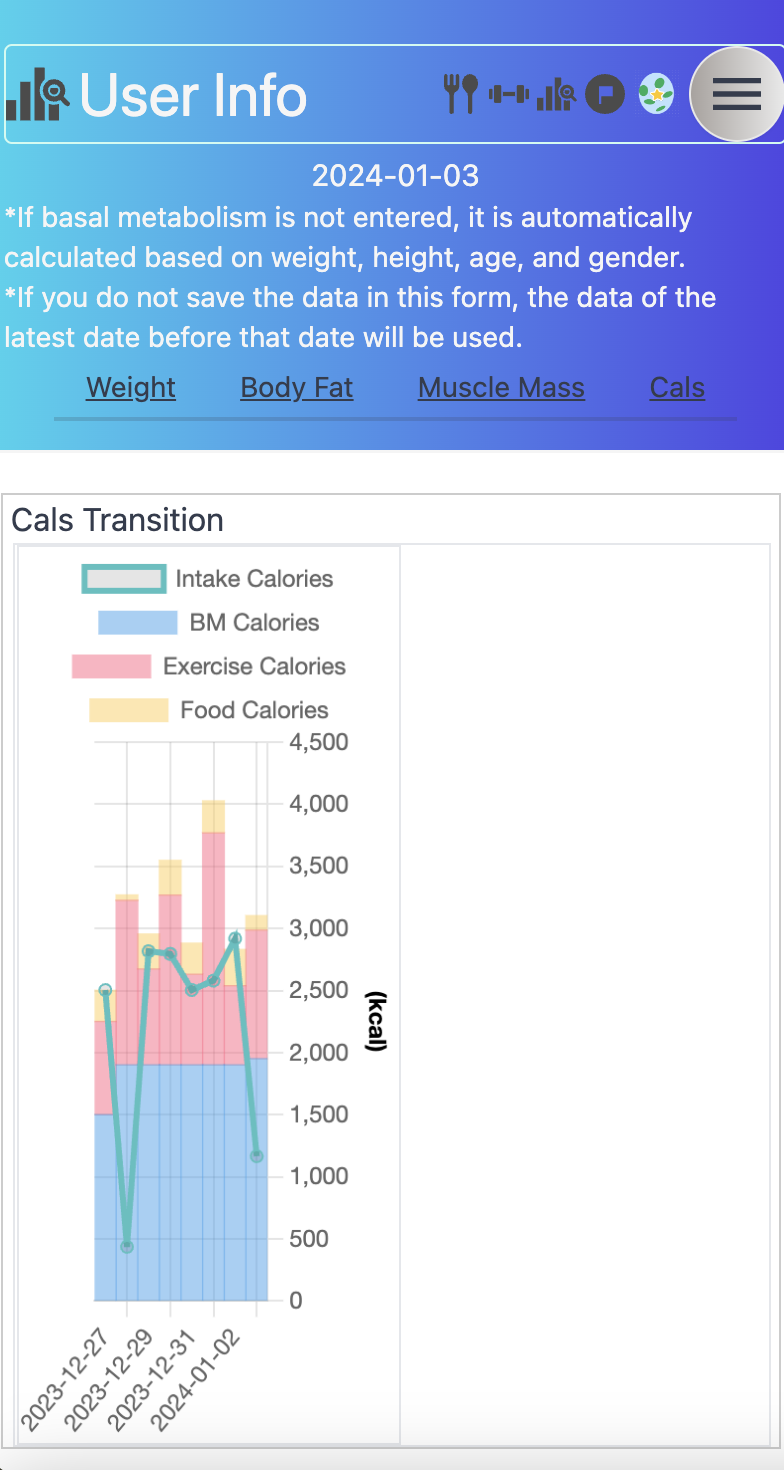 User Info
2024-01-03
*If basal metabolism is not entered, it is automatically
calculated based on weight, height, age, and gender.
*If you do not save the data in this form, the data of the
latest date before that date will be used.
Weight Body Fat Muscle Mass Cals
Cals Transition
Intake Calories
BM Calories
Exercise Calories
Food Calories
4,500
4,000
3,500
3,000
2,500
2,000
1,500
1,000
500
0
(kcal)
2023-12-27
2023-12-29
2023-12-31
2024-01-02